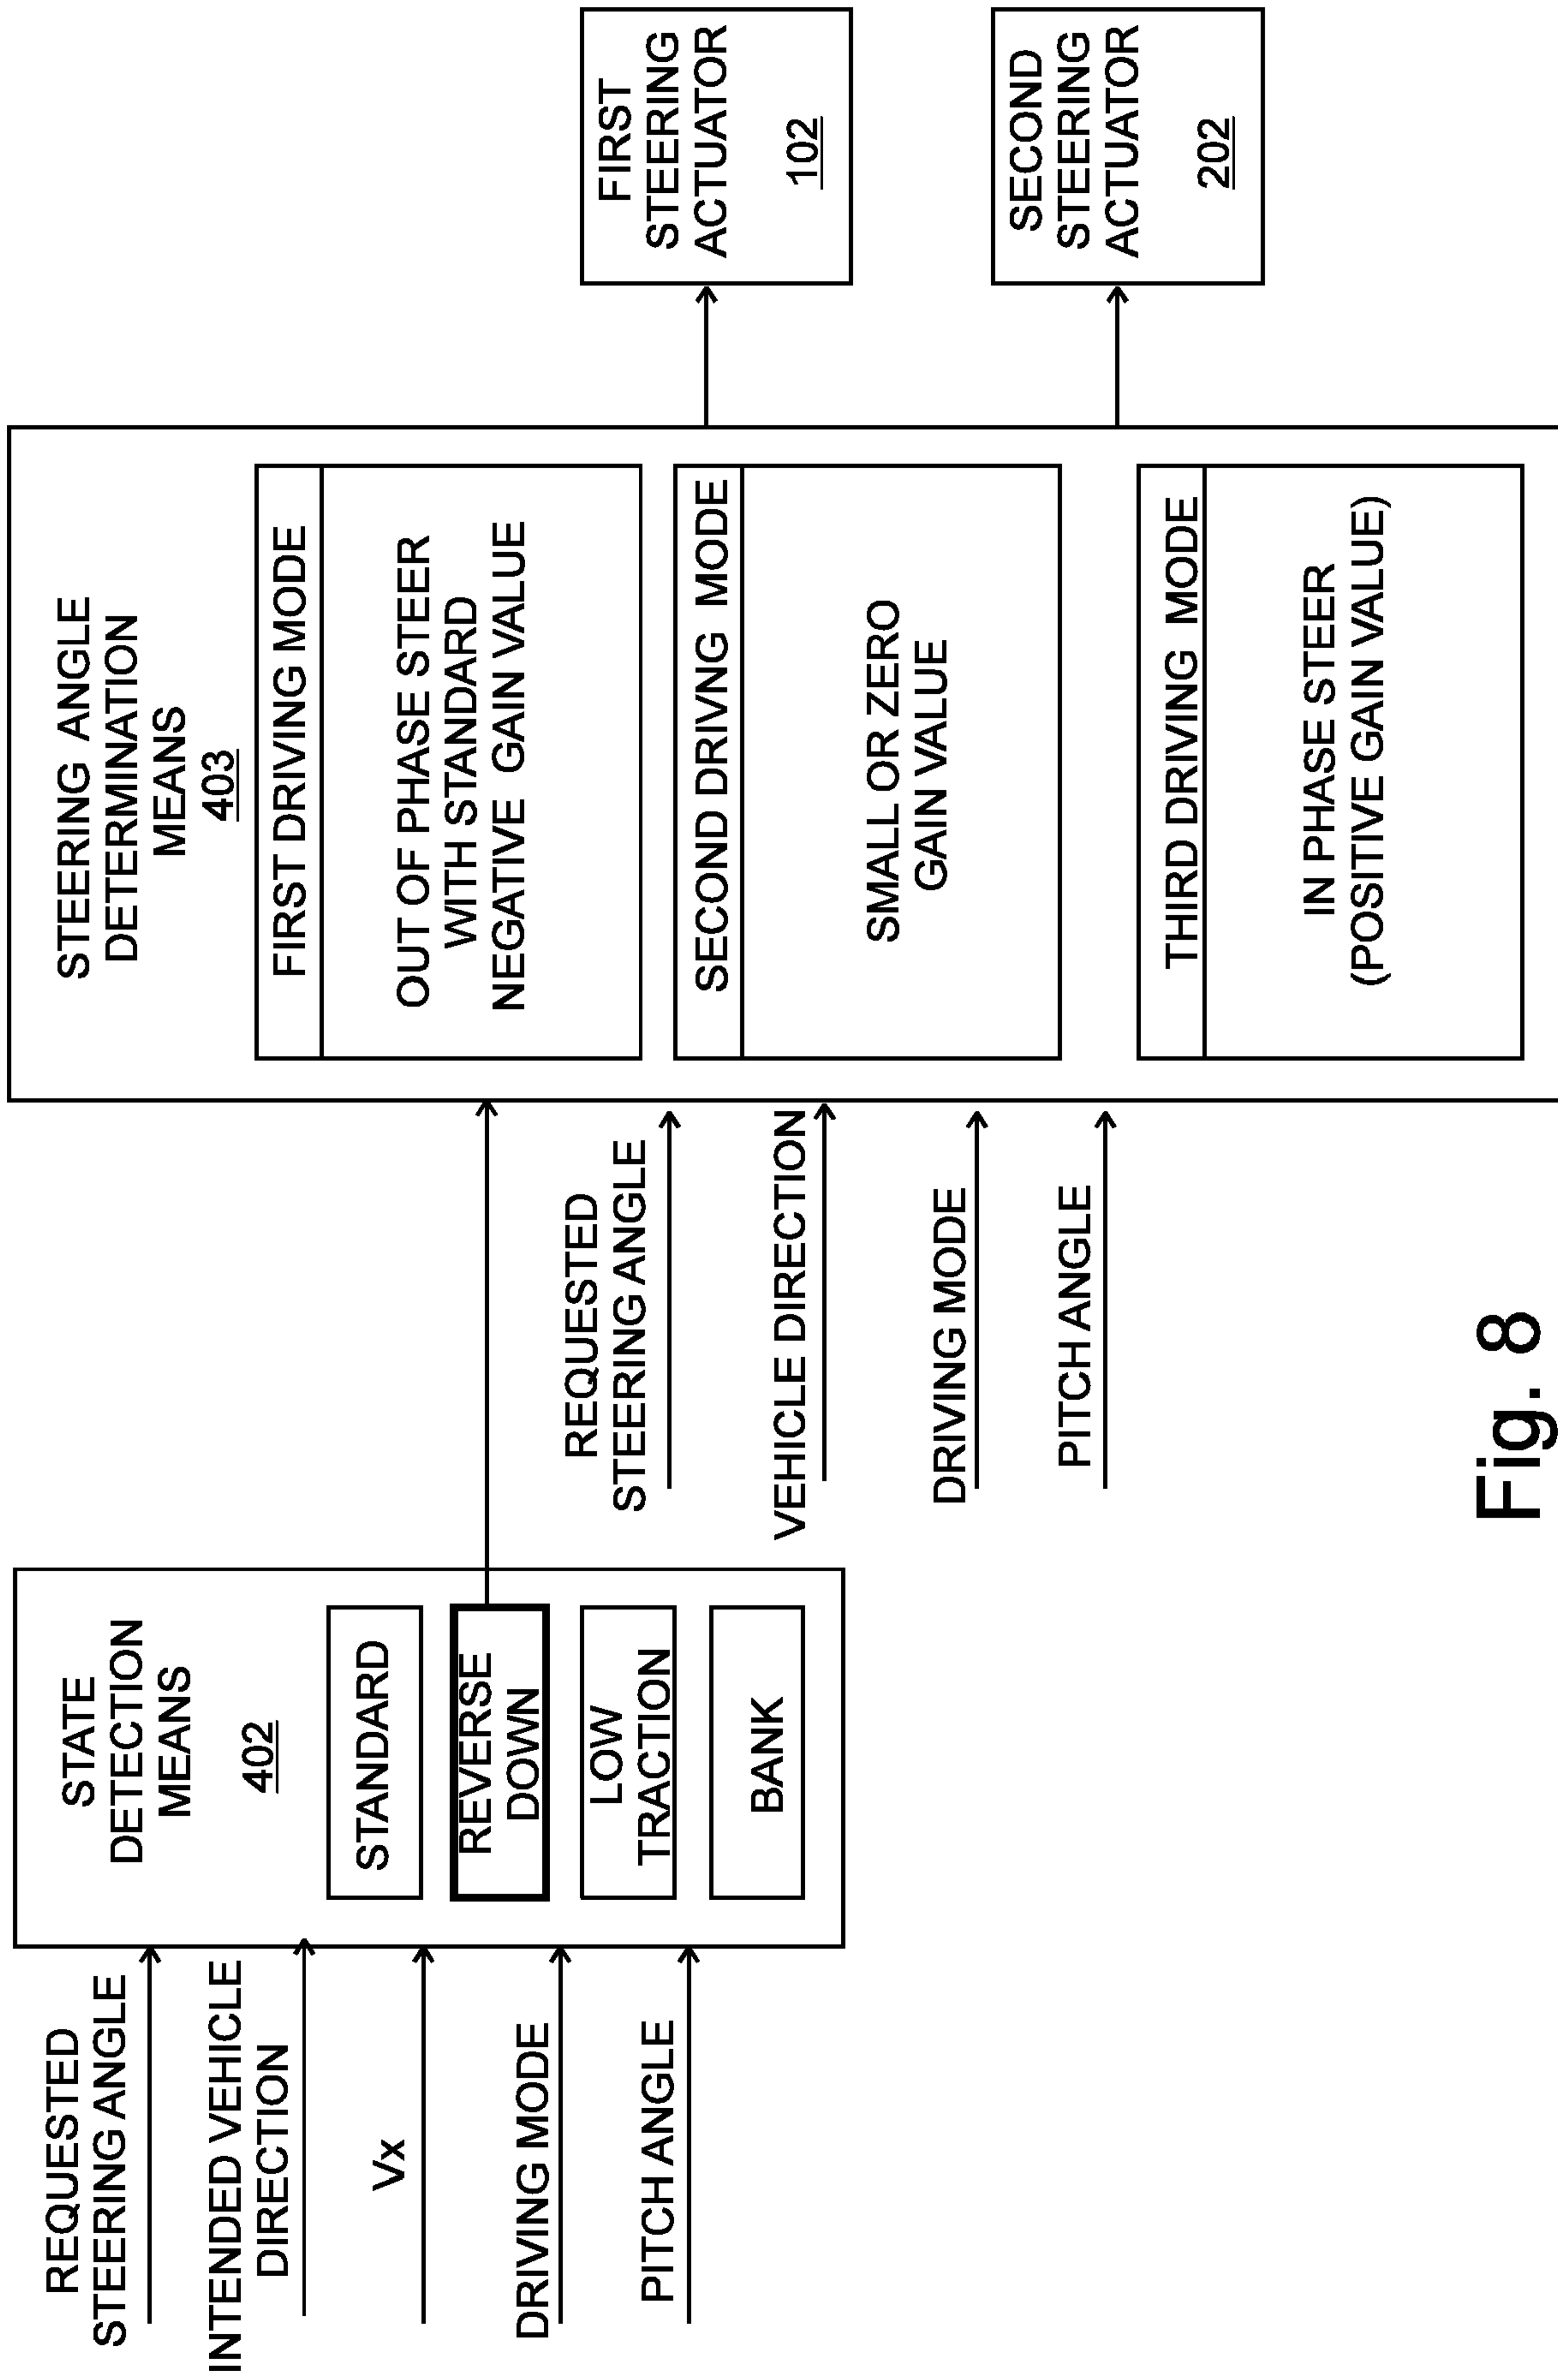 REQUESTED
STEERING ANGLE
INTENDED VEHICLE
DIRECTION
Vx
DRIVING MODE
PITCH ANGLE
STATE
DETECTION
MEANS
402
STANDARD
REVERSE
DOWN
LOW
TRACTION
BANK
REQUESTED
STEERING ANGLE
VEHICLE DIRECTION
DRIVING MODE
PITCH ANGLE
STEERING ANGLE
DETERMINATION
MEANS
403
FIRST DRIVING MODE
OUT OF PHASE STEER
WITH STANDARD
NEGATIVE GAIN VALUE
SECOND DRIVNG MODE
SMALL OR ZERO
GAIN VALUE
THIRD DRIVING MODE
IN PHASE STEER
(POSITIVE GAIN VALUE)
FIRST
STEERING
ACTUATOR
102
SECOND
STEERING
ACTUATOR
202
Fig. 8